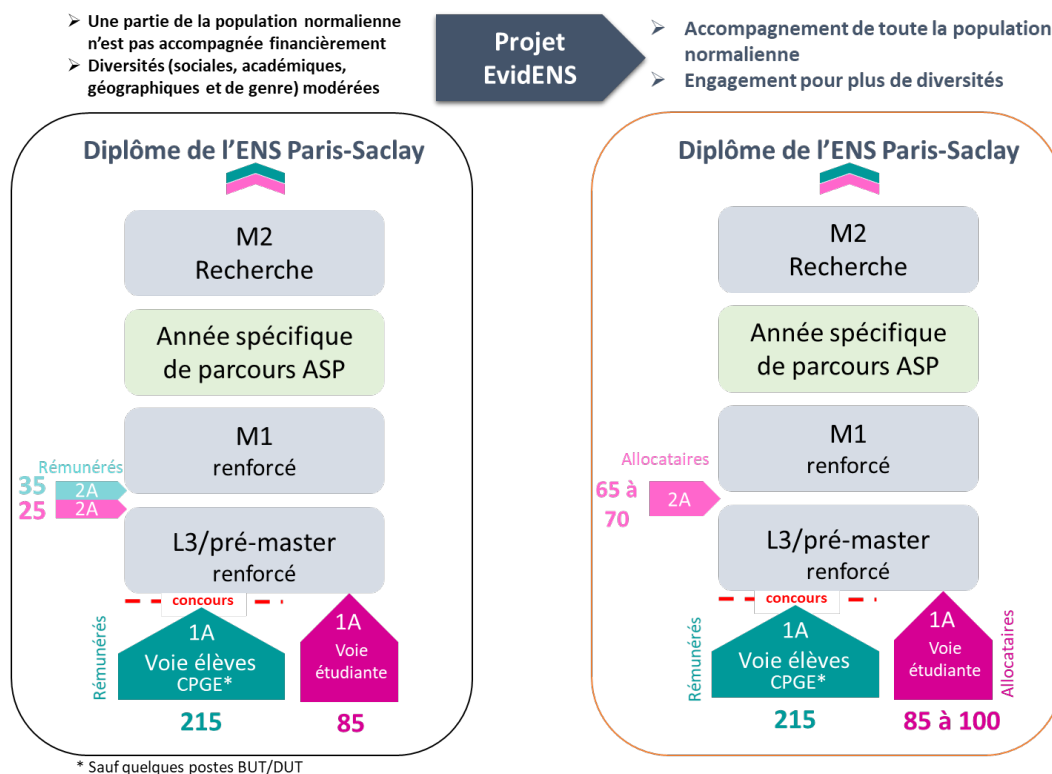 ➢ Une partie de la population normalienne
n'est pas accompagnée financièrement
➢ Diversités (sociales, académiques,
géographiques et de genre) modérées
Projet
EvidENS
➢ Accompagnement de toute la population
normalienne
➢ Engagement pour plus de diversités
Diplôme de l'ENS Paris-Saclay
M2
Recherche
Année spécifique
de parcours ASP
M1
renforcé
Rémunérés
35
2A
25
2A
L3/pré-master
renforcé
concours
Rémunérés
1A
Voie élèves
CPGE*
215
1A
Voie
étudiante
85
* Sauf quelques postes BUT/DUT
Diplôme de l'ENS Paris-Saclay
M2
Recherche
Année spécifique
de parcours ASP
M1
renforcé
Allocataires
65 à
70
2A
L3/pré-master
renforcé
concours
Rémunérés
1A
Voie élèves
CPGE*
215
1A
Voie
étudiante
Allocataires
85 à 100